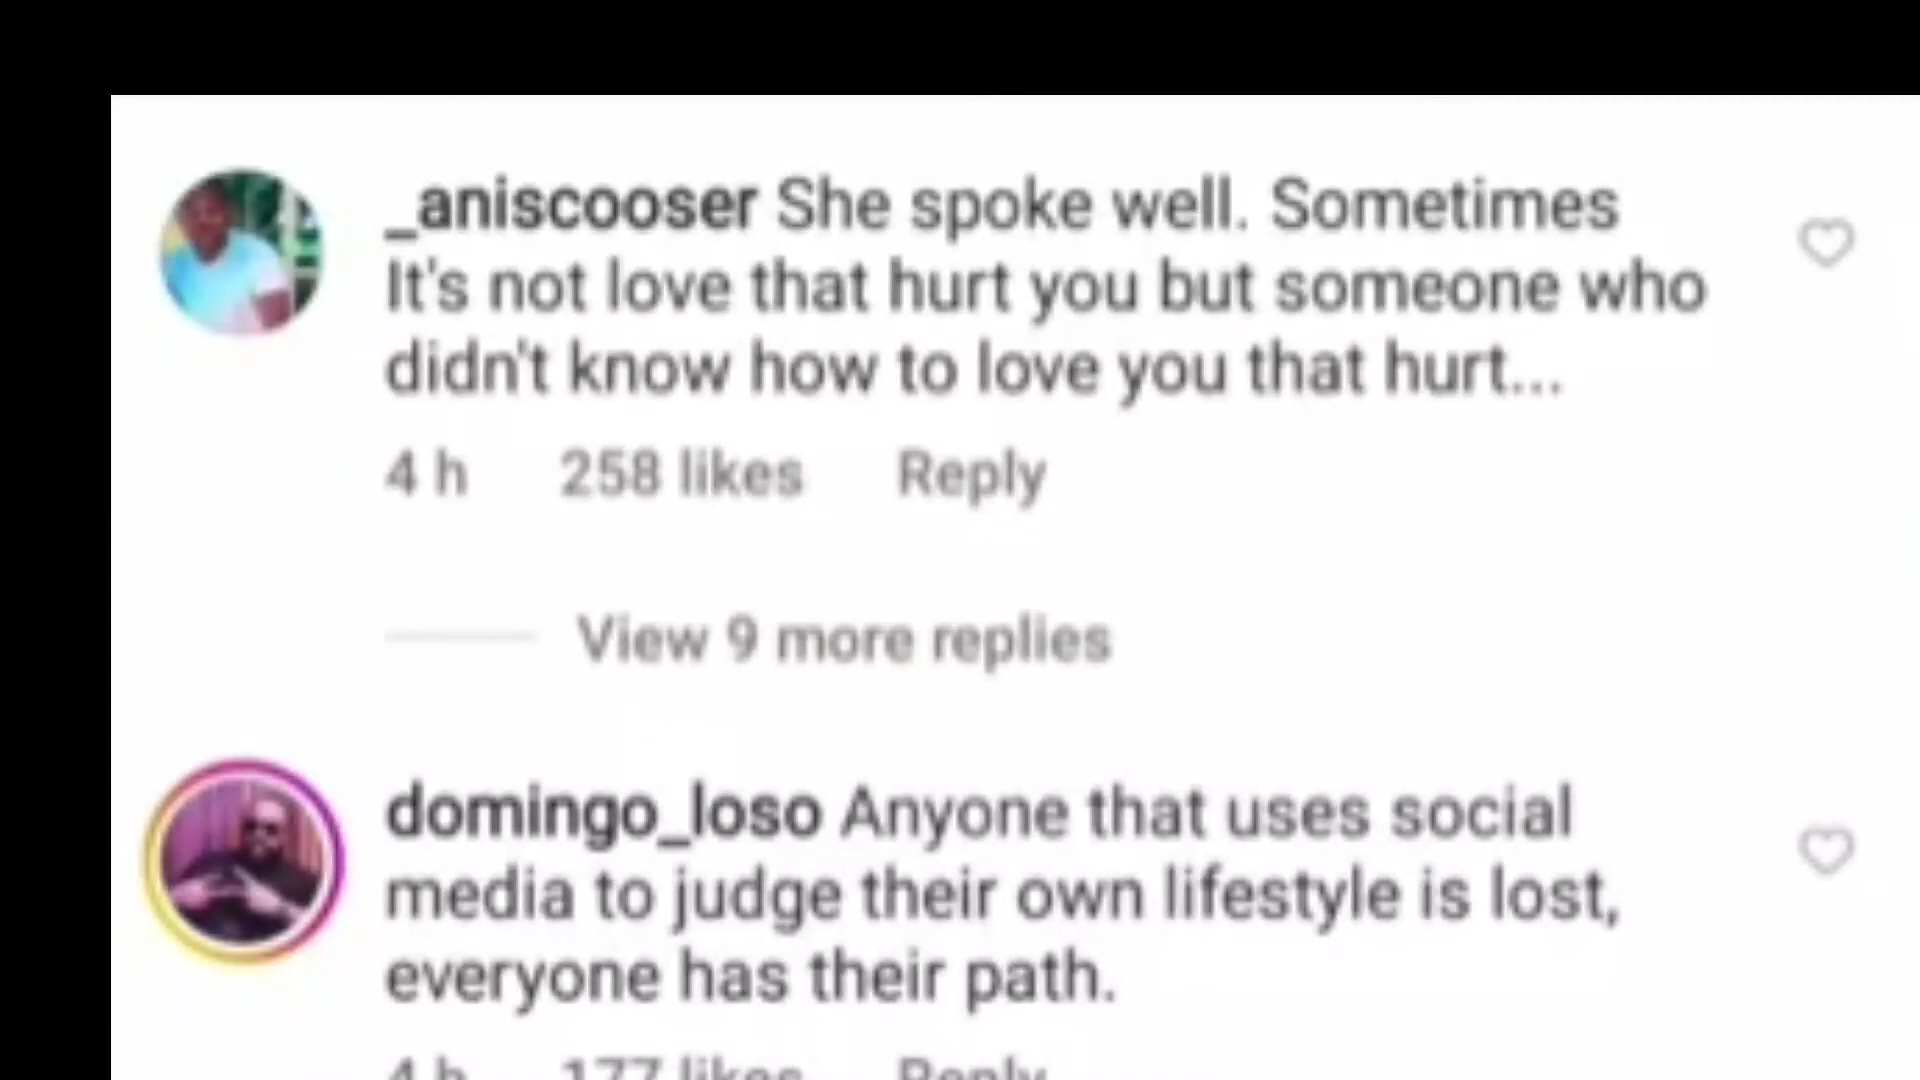 _aniscooser She spoke well. Sometimes
It's not love that hurt you but someone who
didn't know how to love you that hurt...
4 h 258 likes Reply
View 9 more replies
domingo_loso Anyone that uses social
media to judge their own lifestyle is lost,
everyone has their path.
4 h 177 likes Reply